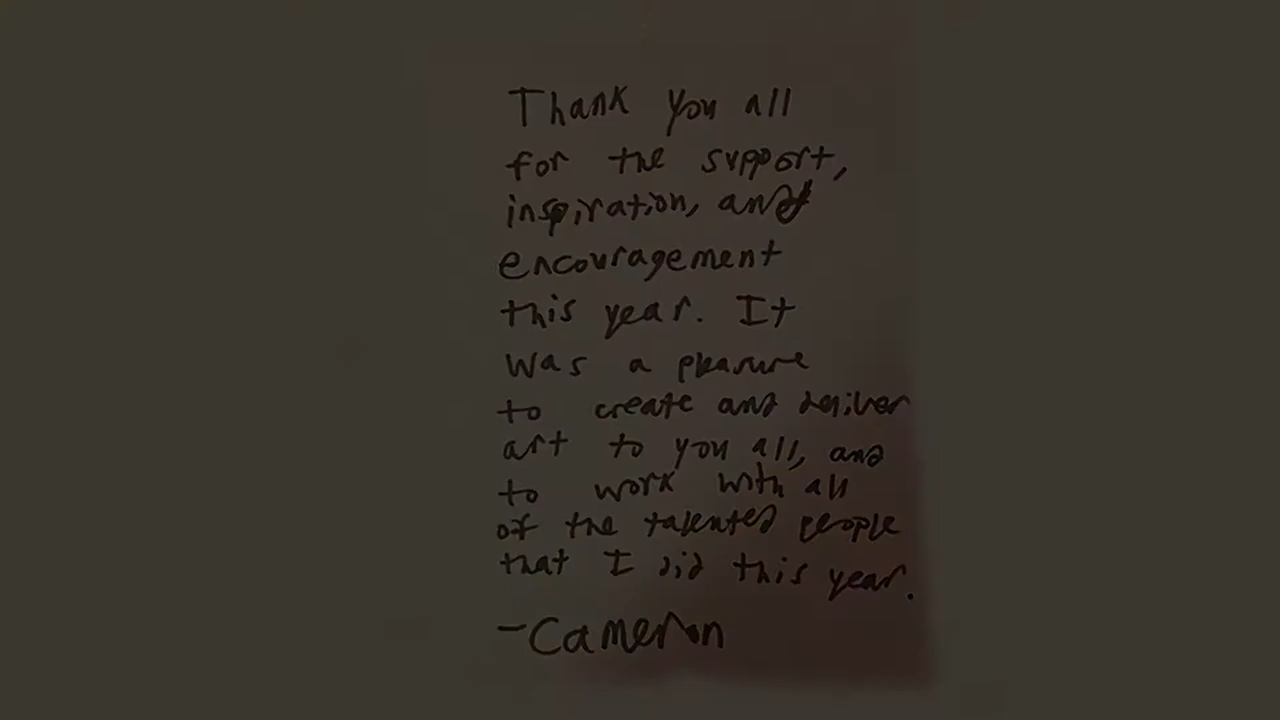 Thank you all
for the support,
inspiration, and
encouragement
this year. It
was a pleasure
to create and deliver
art to you all, and
to work with all
of the talented people
that I did this year.
-Cameron